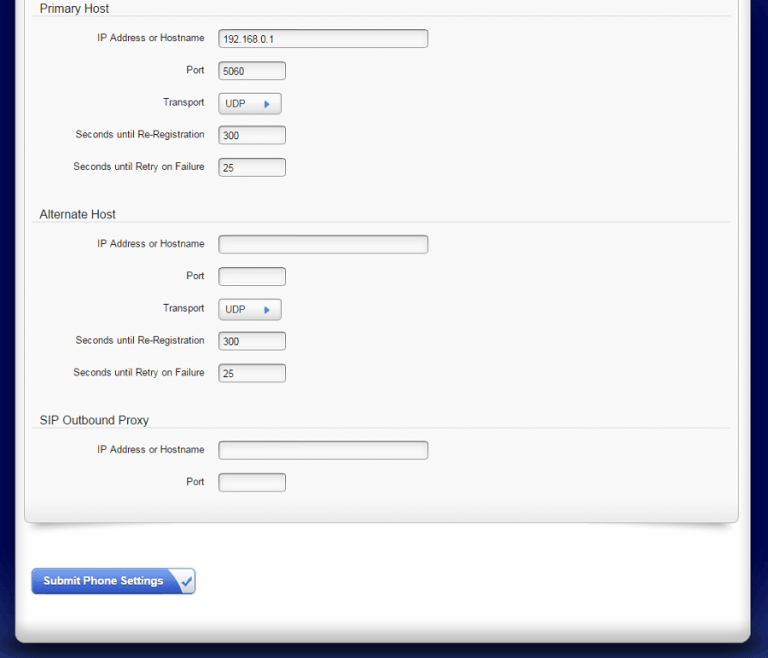 Primary Host
IP Address or Hostname 192.168.0.1
Port 5060
Transport UDP
Seconds until Re-Registration 300
Seconds until Retry on Failure 25
Alternate Host
IP Address or Hostname
Port
Transport UDP
Seconds until Re-Registration 300
Seconds until Retry on Failure 25
SIP Outbound Proxy
IP Address or Hostname
Port
Submit Phone Settings